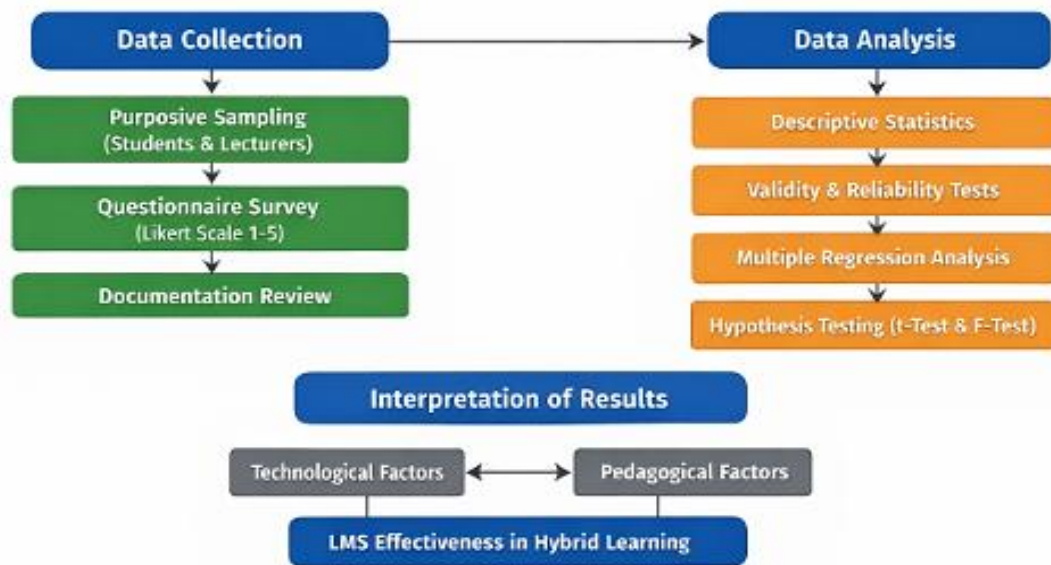 Data Collection
Data Analysis
Purposive Sampling
(Students & Lecturers)
Questionnaire Survey
(Likert Scale 1-5)
Documentation Review
Descriptive Statistics
Validity & Reliability Tests
Multiple Regression Analysis
Hypothesis Testing (t-Test & F-Test)
Interpretation of Results
Technological Factors
Pedagogical Factors
LMS Effectiveness in Hybrid Learning